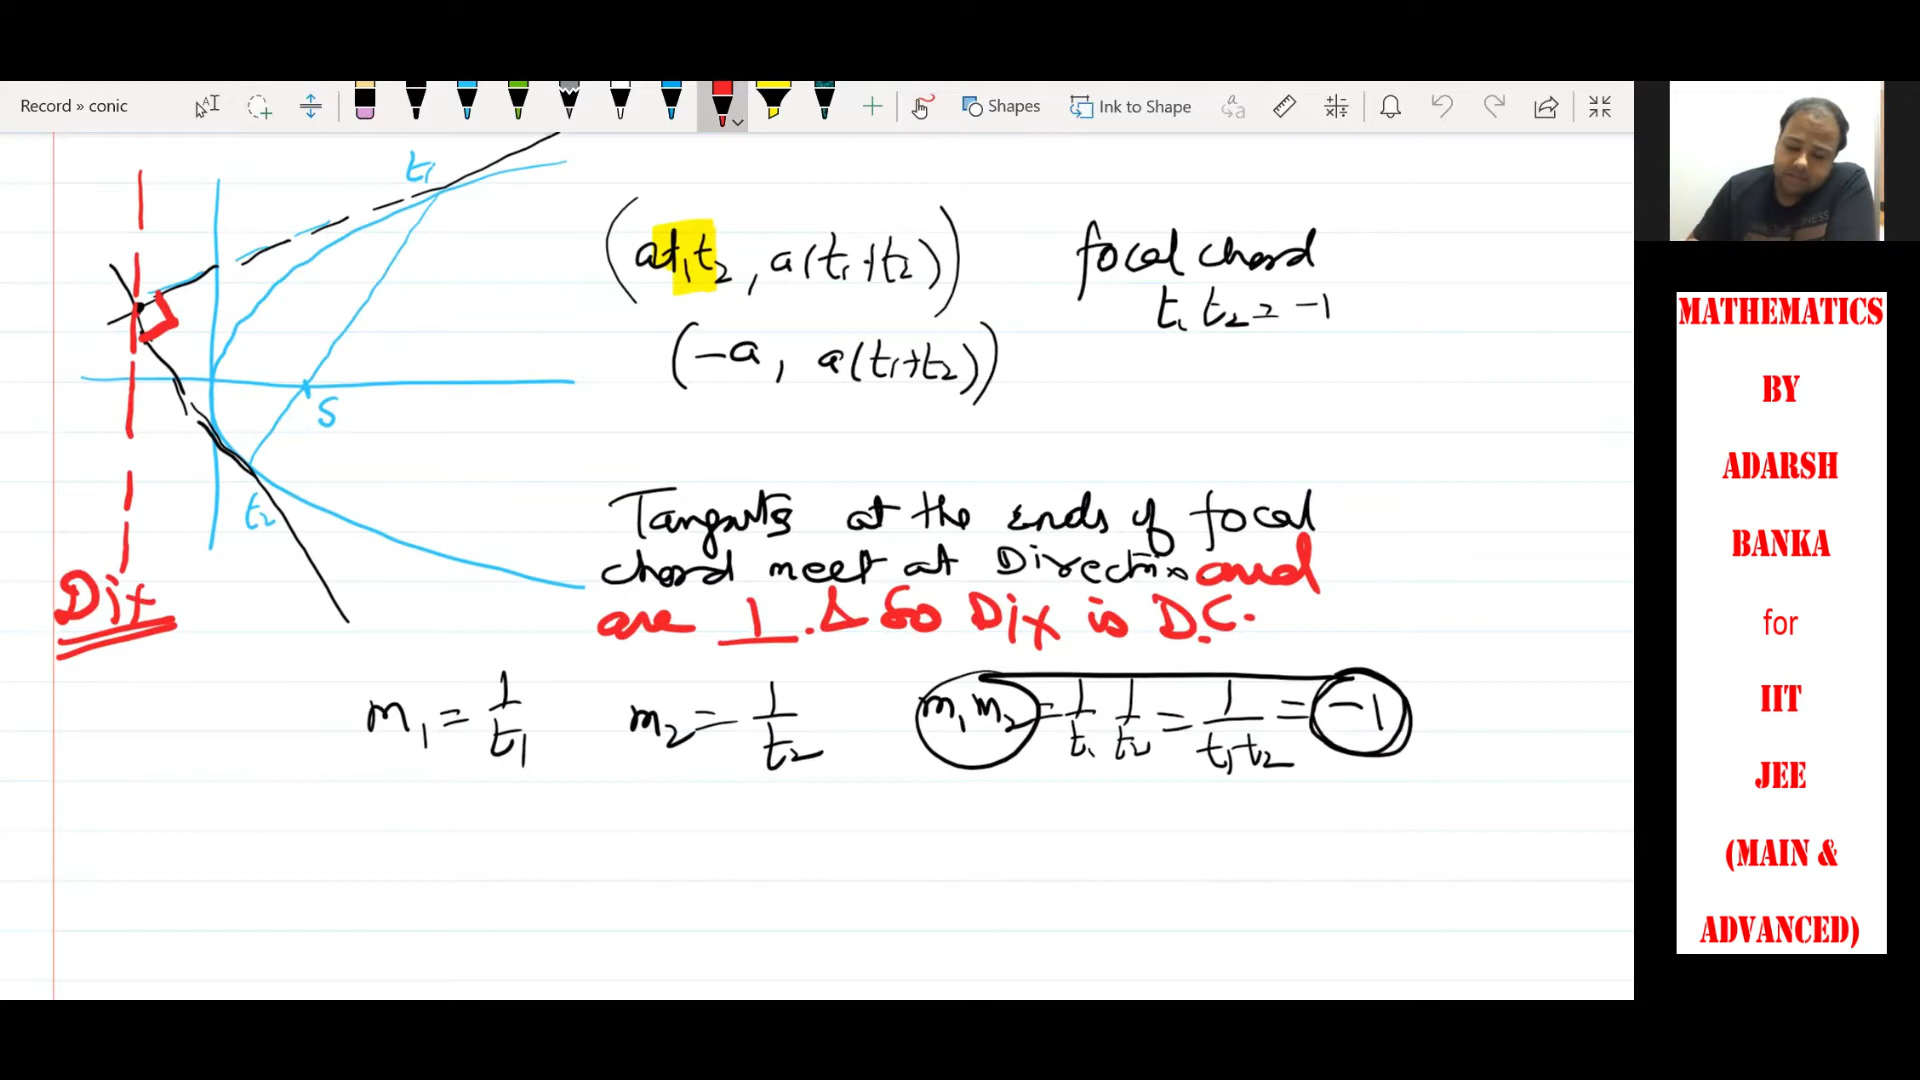 Record » conic
Shapes
Ink to Shape
t₁
(at₁t₂, a(t₁+t₂))
focal chord
t₁t₂ = -1
(-a, a(t₁+t₂))
S
t₂
Tangents at the ends of focal
chord meet at Directrix and
are ⊥. & So Dix is D.C.
Dix
m₁ = 1/t₁ m₂ = 1/t₂ m₁m₂ = 1/t₁ 1/t₂ = 1/t₁t₂ = -1
MATHEMATICS
BY
ADARSH
BANKA
for
IIT
JEE
(MAIN &
ADVANCED)